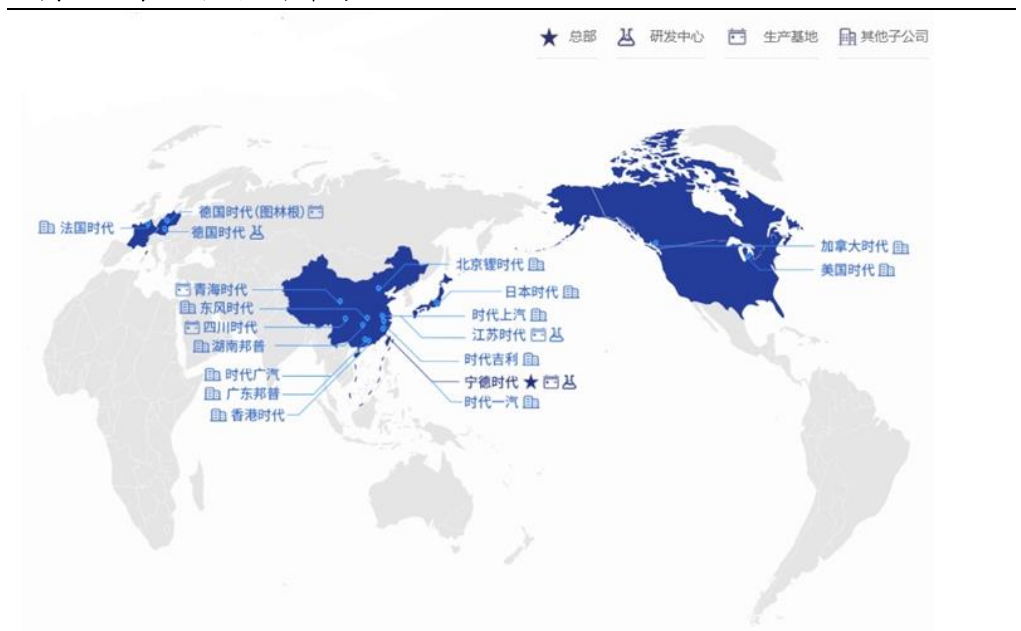 总部 研发中心 生产基地 其他子公司
德国时代(图林根)
法国时代
德国时代
加拿大时代
美国时代
北京锂时代
青海时代
日本时代
东风时代
时代上汽
四川时代
江苏时代
湖南邦普
时代吉利
时代广汽
宁德时代
广东邦普
时代一汽
香港时代